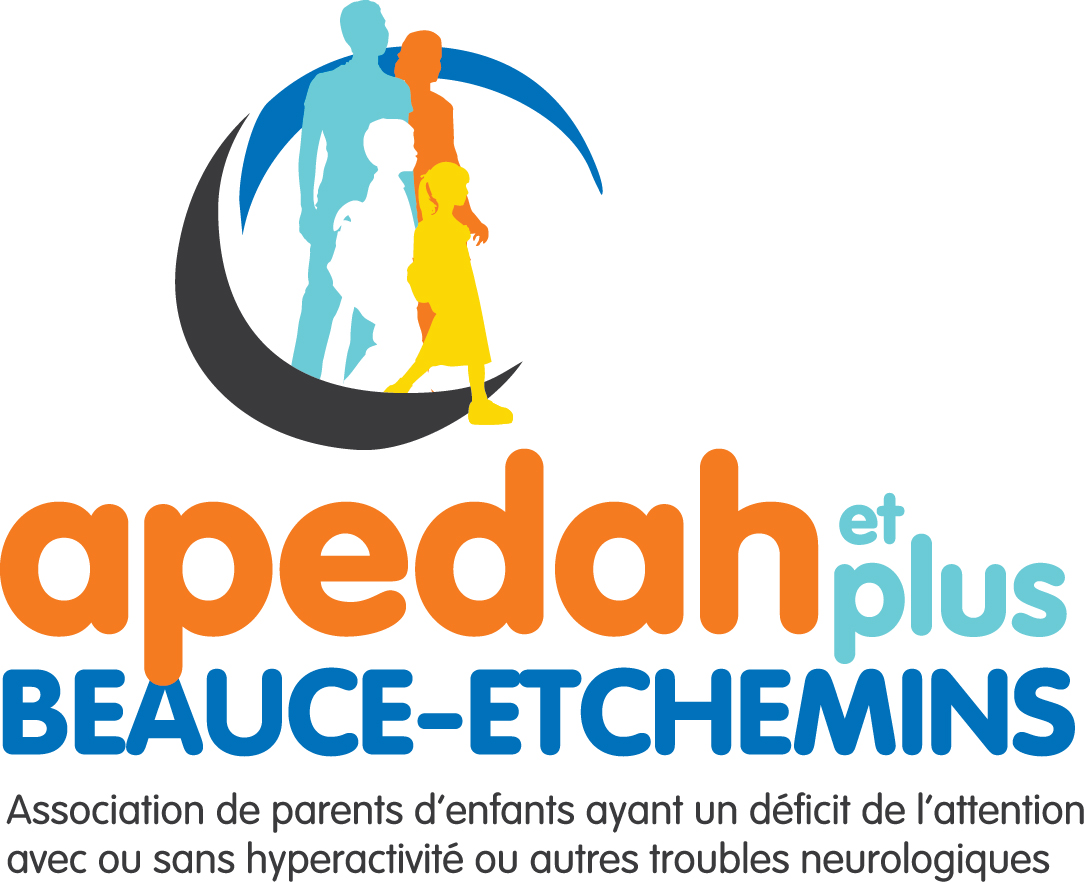 apedah et plus
BEAUCE-ETCHEMINS
Association de parents d'enfants ayant un déficit de l'attention
avec ou sans hyperactivité ou autres troubles neurologiques